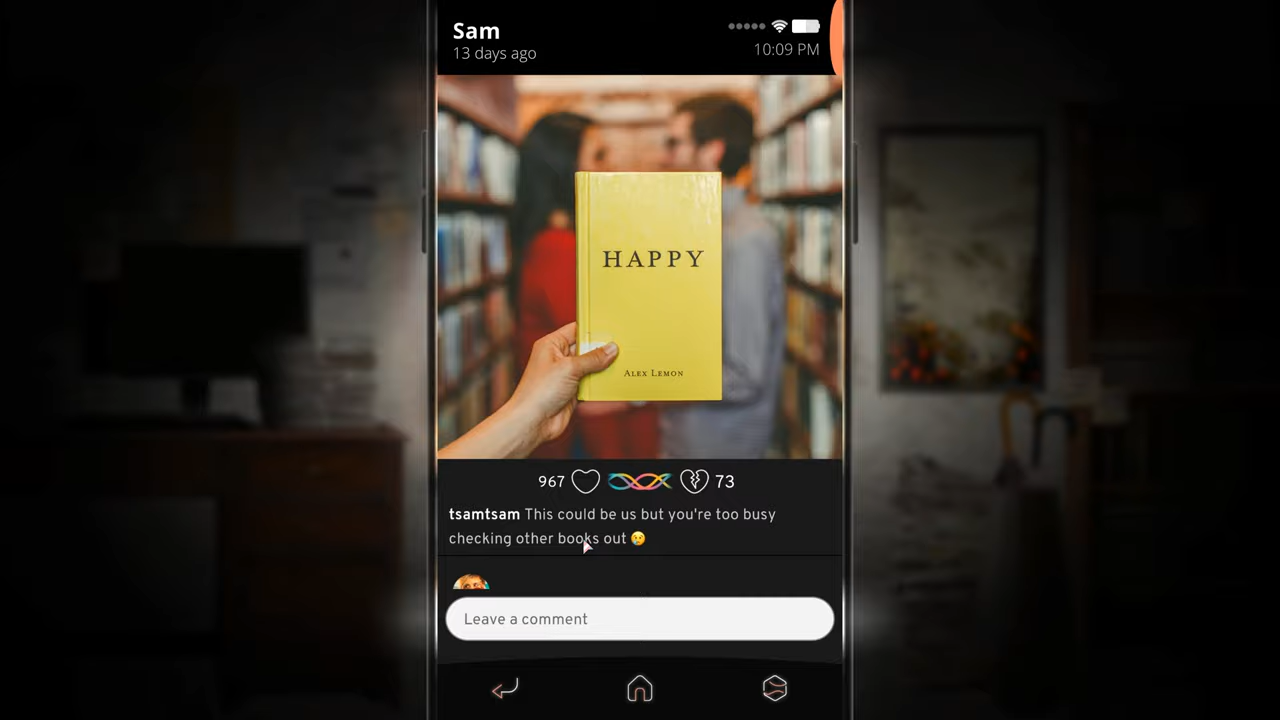 Sam
13 days ago
10:09 PM
HAPPY
ALEX LEMON
967
73
tsamtsam This could be us but you're too busy
checking other books out 😢
Leave a comment